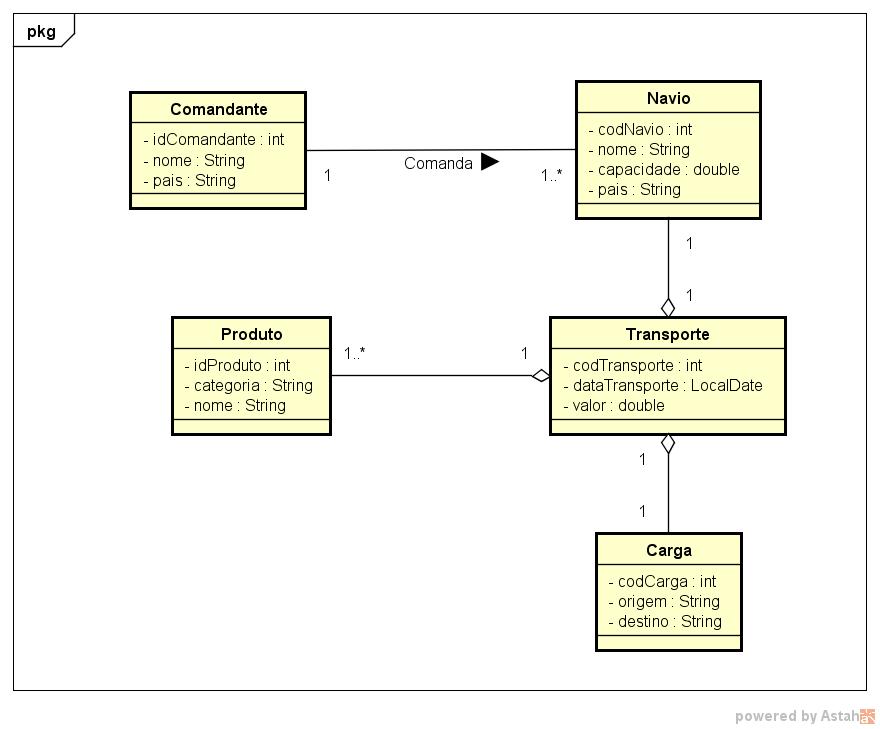 pkg
Comandante
- idComandante : int
- nome : String
- pais : String
Comanda
1
1..*
Navio
- codNavio : int
- nome : String
- capacidade : double
- pais : String
1
1
Produto
- idProduto : int
- categoria : String
- nome : String
1..*
1
Transporte
- codTransporte : int
- dataTransporte : LocalDate
- valor : double
1
1
Carga
- codCarga : int
- origem : String
- destino : String
powered by Astah